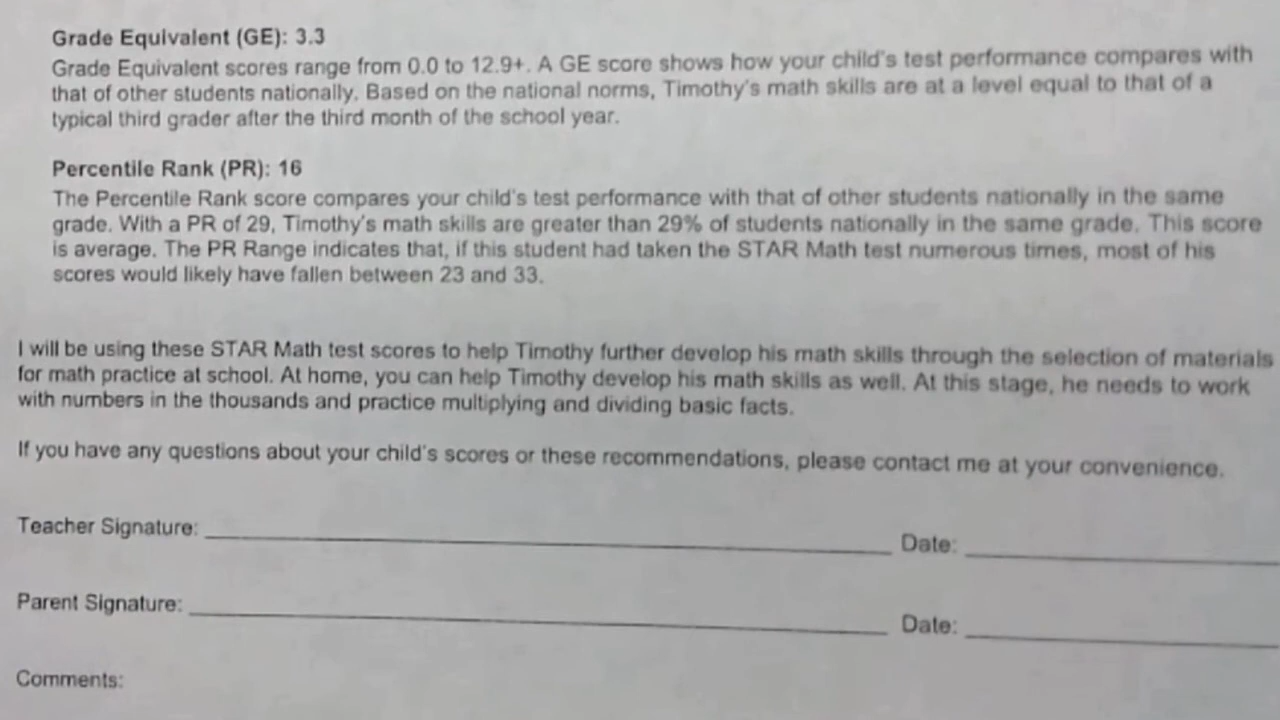 Grade Equivalent (GE): 3.3
Grade Equivalent scores range from 0.0 to 12.9+. A GE score shows how your child's test performance compares with
that of other students nationally. Based on the national norms, Timothy's math skills are at a level equal to that of a
typical third grader after the third month of the school year.
Percentile Rank (PR): 16
The Percentile Rank score compares your child's test performance with that of other students nationally in the same
grade. With a PR of 29, Timothy's math skills are greater than 29% of students nationally in the same grade. This score
is average. The PR Range indicates that, if this student had taken the STAR Math test numerous times, most of his
scores would likely have fallen between 23 and 33.
I will be using these STAR Math test scores to help Timothy further develop his math skills through the selection of materials
for math practice at school. At home, you can help Timothy develop his math skills as well. At this stage, he needs to work
with numbers in the thousands and practice multiplying and dividing basic facts.
If you have any questions about your child's scores or these recommendations, please contact me at your convenience.
Teacher Signature: Date:
Parent Signature: Date:
Comments: